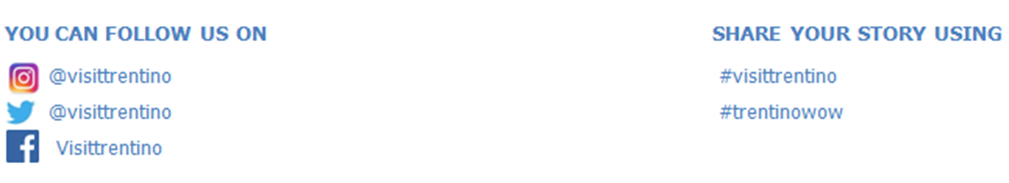 YOU CAN FOLLOW US ON
@visittrentino
@visittrentino
Visittrentino
SHARE YOUR STORY USING
#visittrentino
#trentinowow